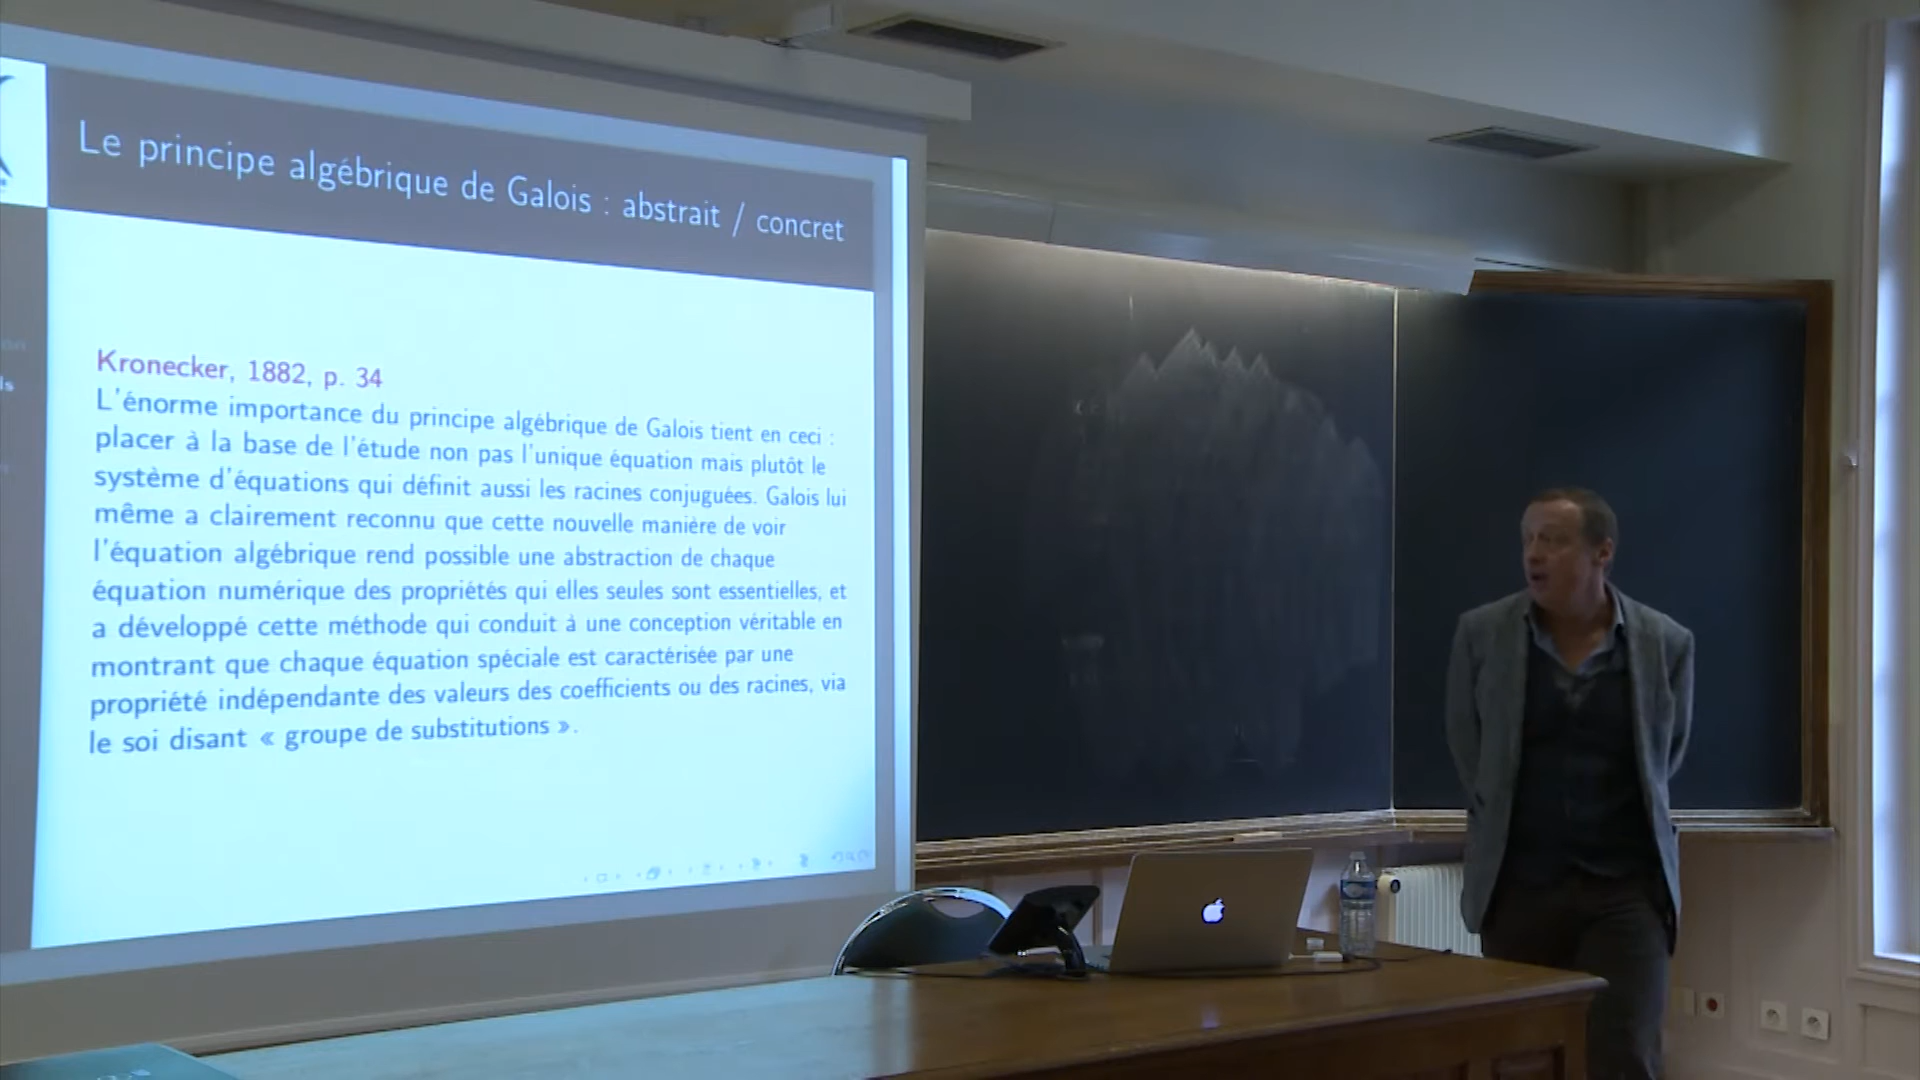 Le principe algébrique de Galois : abstrait / concret
Kronecker, 1882, p. 34
L'énorme importance du principe algébrique de Galois tient en ceci :
placer à la base de l'étude non pas l'unique équation mais plutôt le
système d'équations qui définit aussi les racines conjuguées. Galois lui
même a clairement reconnu que cette nouvelle manière de voir
l'équation algébrique rend possible une abstraction de chaque
équation numérique des propriétés qui elles seules sont essentielles, et
a développé cette méthode qui conduit à une conception véritable en
montrant que chaque équation spéciale est caractérisée par une
propriété indépendante des valeurs des coefficients ou des racines, via
le soi disant « groupe de substitutions ».